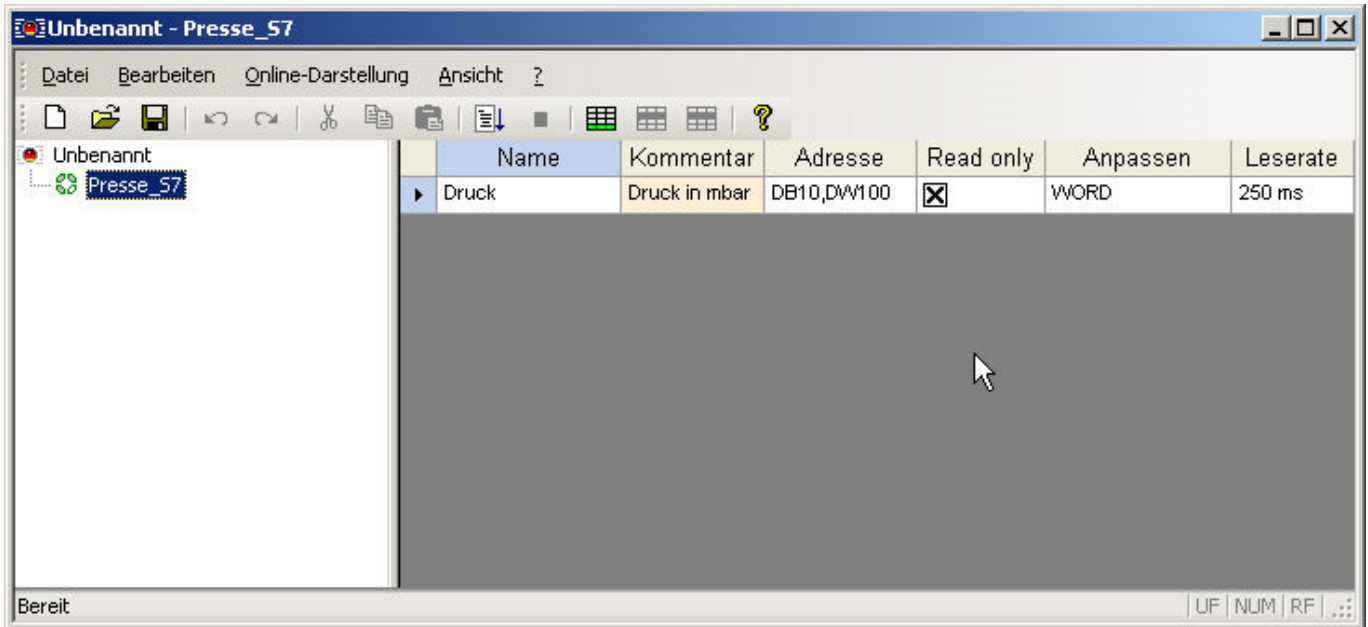 Unbenannt - Presse_S7
Datei Bearbeiten Online-Darstellung Ansicht ?
Unbenannt
Presse_S7
Name Kommentar Adresse Read only Anpassen Leserate
Druck Druck in mbar DB10,DW100 WORD 250 ms
Bereit UF NUM RF